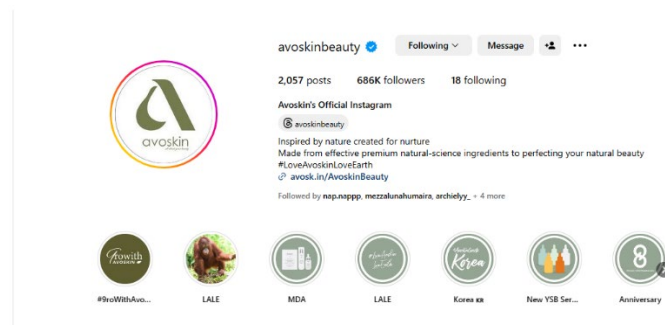 avoskinbeauty Following Message
2,057 posts 686K followers 18 following
Avoskin's Official Instagram
avoskinbeauty
Inspired by nature created for nurture
Made from effective premium natural-science ingredients to perfecting your natural beauty
#LoveAvoskinLoveEarth
avosk.in/AvoskinBeauty
Followed by nap.nappp, mezzalunahumaira, archielyy_ + 4 more
avoskin
Growith
AVOSKIN
Korea
8
#9roWithAvo... LALE MDA LALE Korea KR New YSB Ser... Anniversary